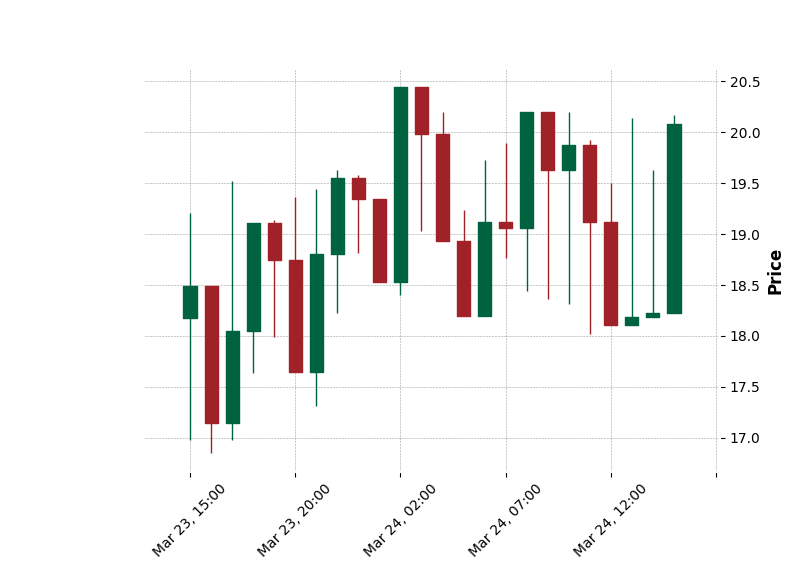 20.5
20.0
19.5
19.0
18.5
18.0
17.5
17.0
Price
Mar 23, 15:00
Mar 23, 20:00
Mar 24, 02:00
Mar 24, 07:00
Mar 24, 12:00